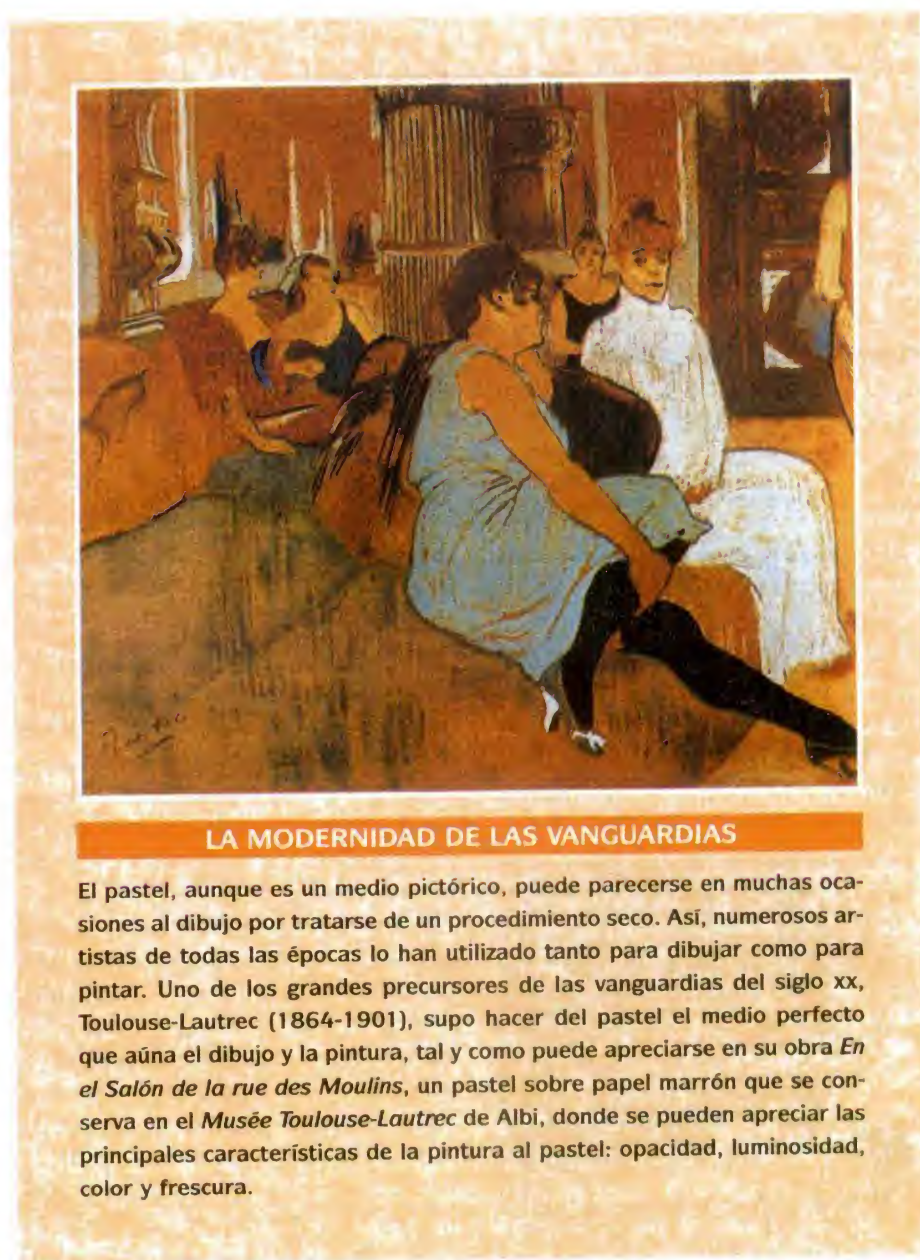 LA MODERNIDAD DE LAS VANGUARDIAS
El pastel, aunque es un medio pictórico, puede parecerse en muchas oca-
siones al dibujo por tratarse de un procedimiento seco. Así, numerosos ar-
tistas de todas las épocas lo han utilizado tanto para dibujar como para
pintar. Uno de los grandes precursores de las vanguardias del siglo XX,
Toulouse-Lautrec (1864-1901), supo hacer del pastel el medio perfecto
que aúna el dibujo y la pintura, tal y como puede apreciarse en su obra En
el Salón de la rue des Moulins, un pastel sobre papel marrón que se con-
serva en el Musée Toulouse-Lautrec de Albi, donde se pueden apreciar las
principales características de la pintura al pastel: opacidad, luminosidad,
color y frescura.